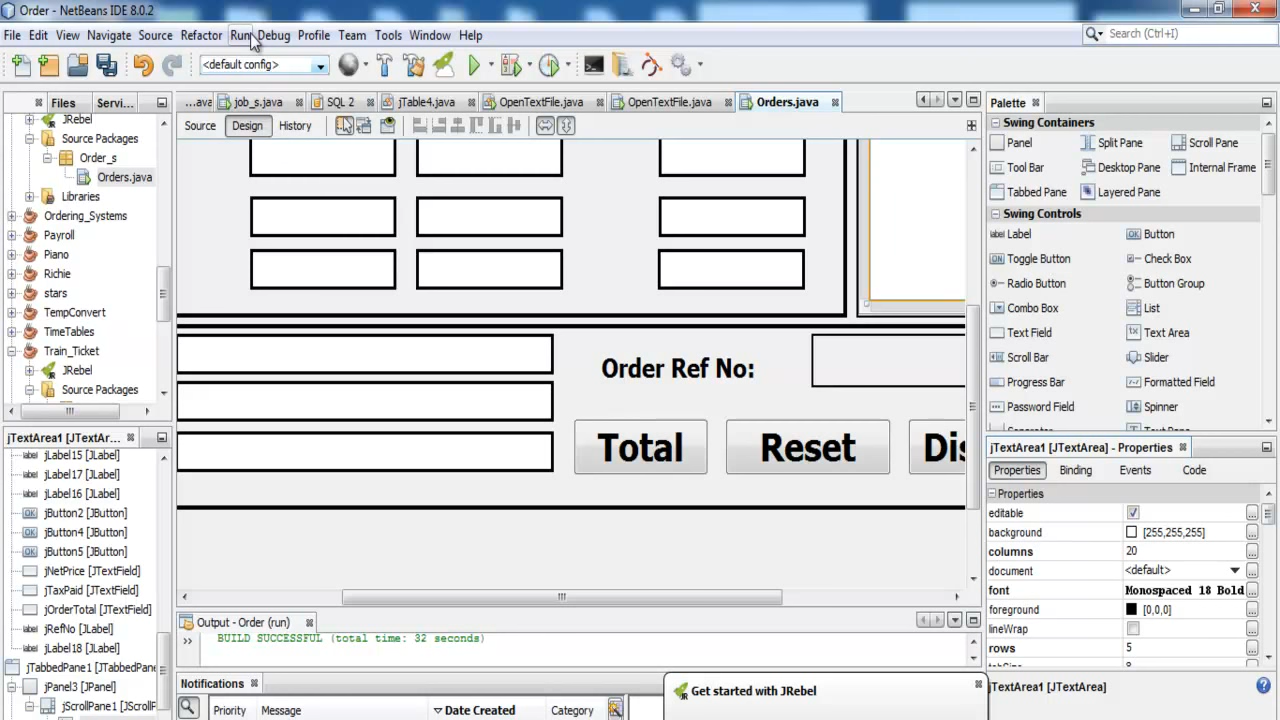 Order - NetBeans IDE 8.0.2
File Edit View Navigate Source Refactor Run Debug Profile Team Tools Window Help
Search (Ctrl+I)
<default config>
Files Servi...
...ava job_s.java SQL 2 jTable4.java OpenTextFile.java OpenTextFile.java Orders.java
Source Design History
JRebel
Source Packages
Order_s
Orders.java
Libraries
Ordering_Systems
Payroll
Piano
Richie
stars
TempConvert
TimeTables
Train_Ticket
JRebel
Source Packages
jTextArea1 [JTextAr...
jLabel15 [JLabel]
jLabel17 [JLabel]
jLabel16 [JLabel]
jButton2 [JButton]
jButton4 [JButton]
jButton5 [JButton]
jNetPrice [JTextField]
jTaxPaid [JTextField]
jOrderTotal [JTextField]
jRefNo [JLabel]
jLabel18 [JLabel]
jTabbedPane1 [JTabbedPane
jPanel3 [JPanel]
jScrollPane1 [JScrollPane
Order Ref No:
Total Reset Dis
Output - Order (run)
BUILD SUCCESSFUL (total time: 32 seconds)
Notifications
Priority Message Date Created Category
Get started with JRebel
Palette
Swing Containers
Panel Split Pane Scroll Pane
Tool Bar Desktop Pane Internal Frame
Tabbed Pane Layered Pane
Swing Controls
Label Button
Toggle Button Check Box
Radio Button Button Group
Combo Box List
Text Field Text Area
Scroll Bar Slider
Progress Bar Formatted Field
Password Field Spinner
jTextArea1 [JTextArea] - Properties
Properties Binding Events Code
Properties
editable
background [255,255,255]
columns 20
document <default>
font Monospaced 18 Bold
foreground [0,0,0]
lineWrap
rows 5
jTextArea1 [JTextArea]